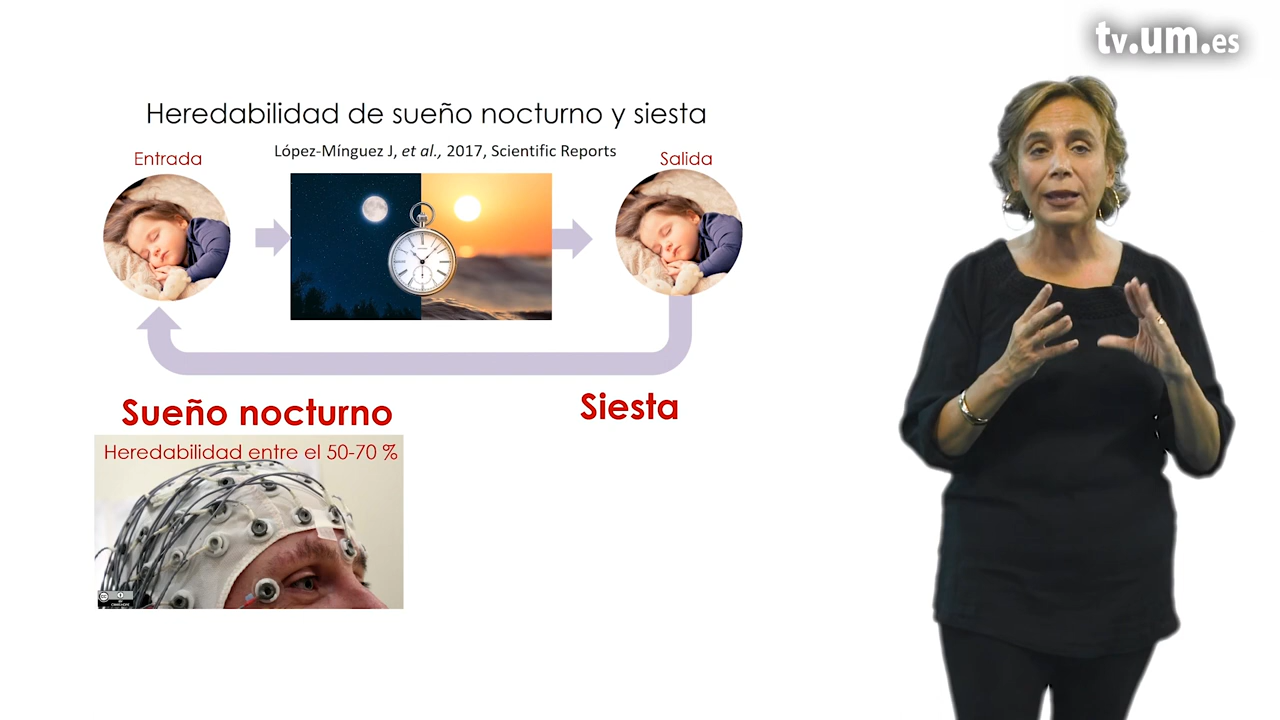 tv.um.es
Heredabilidad de sueño nocturno y siesta
López-Mínguez J, et al., 2017, Scientific Reports
Entrada
Salida
Sueño nocturno
Siesta
Heredabilidad entre el 50-70 %